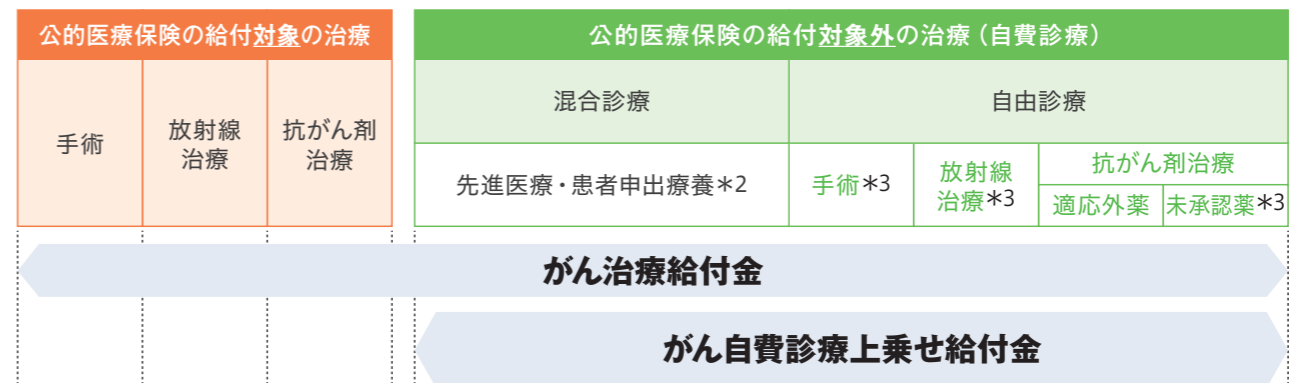 公的医療保険の給付対象の治療
公的医療保険の給付対象外の治療（自費診療）
手術
放射線
治療
抗がん剤
治療
混合診療
自由診療
先進医療・患者申出療養＊2
手術＊3
放射線
治療＊3
抗がん剤治療
適応外薬
未承認薬＊3
がん治療給付金
がん自費診療上乗せ給付金